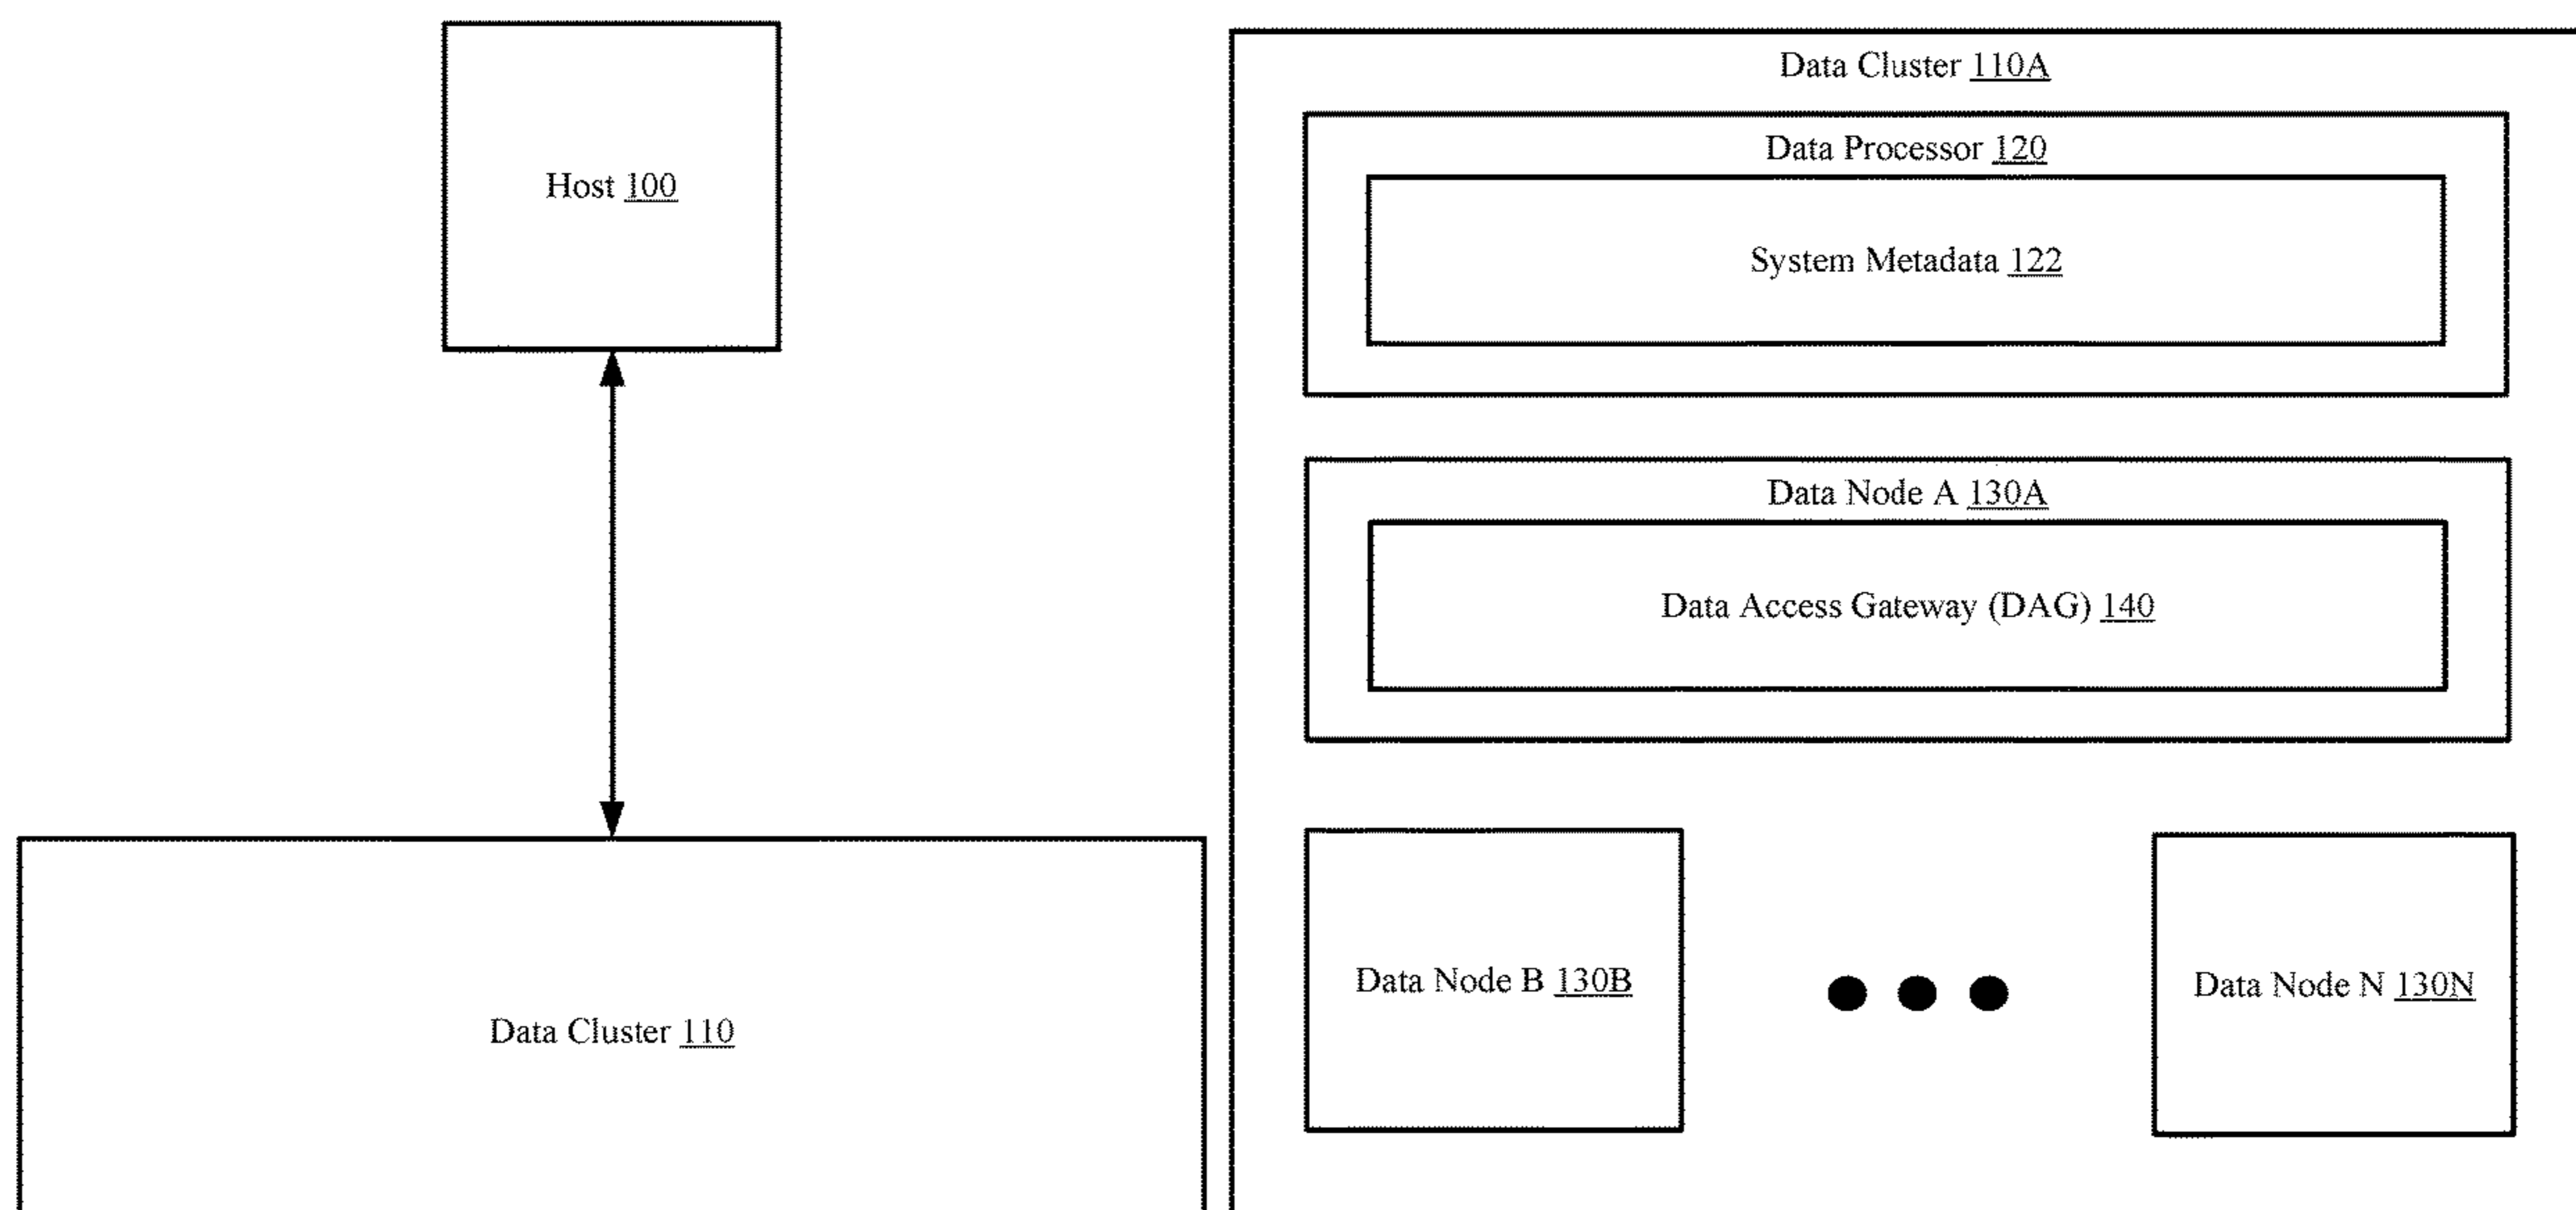 Host 100
Data Cluster 110
Data Cluster 110A
Data Processor 120
System Metadata 122
Data Node A 130A
Data Access Gateway (DAG) 140
Data Node B 130B
Data Node N 130N